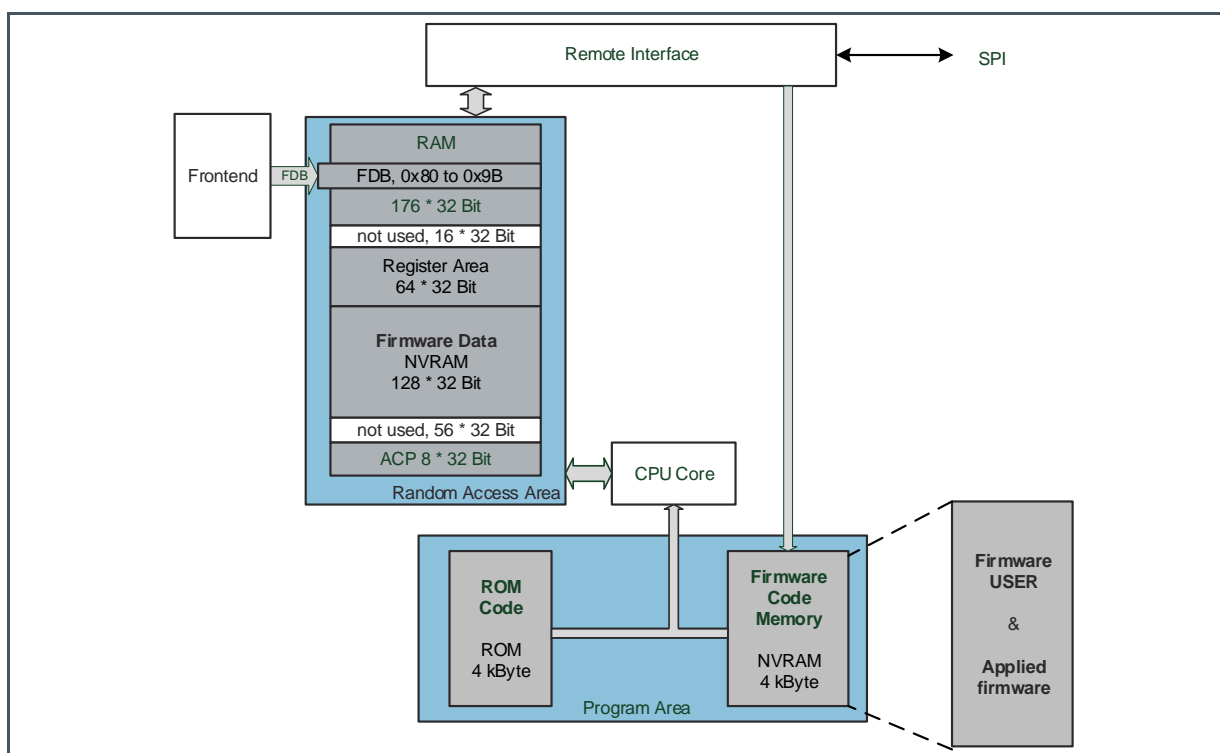 Remote Interface
SPI
Frontend
FDB
RAM
FDB, 0x80 to 0x9B
176 * 32 Bit
not used, 16 * 32 Bit
Register Area
64 * 32 Bit
Firmware Data
NVRAM
128 * 32 Bit
not used, 56 * 32 Bit
ACP 8 * 32 Bit
Random Access Area
CPU Core
ROM
Code
ROM
4 kByte
Firmware
Code
Memory
NVRAM
4 kByte
Program Area
Firmware
USER
&
Applied
firmware